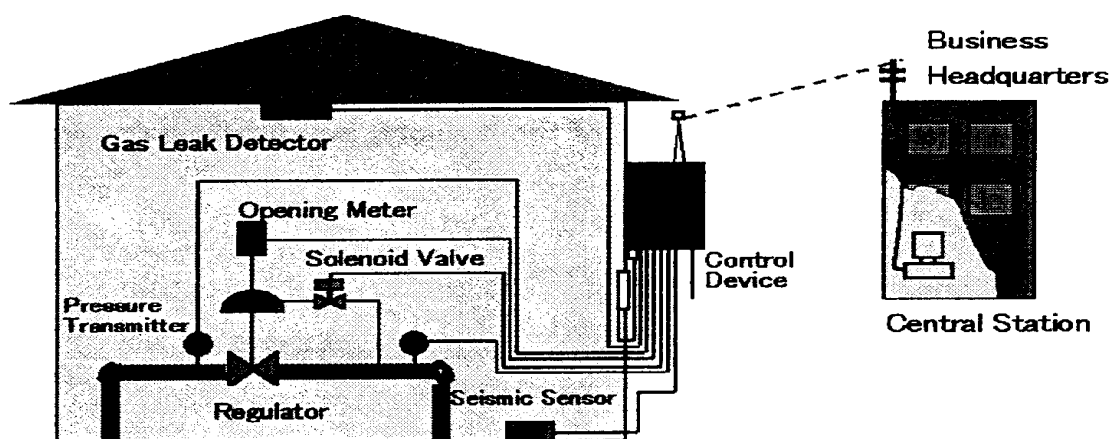 Business
Headquarters
Gas Leak Detector
Opening Meter
Solenoid Valve
Control
Device
Pressure
Transmitter
Central Station
Seismic Sensor
Regulator